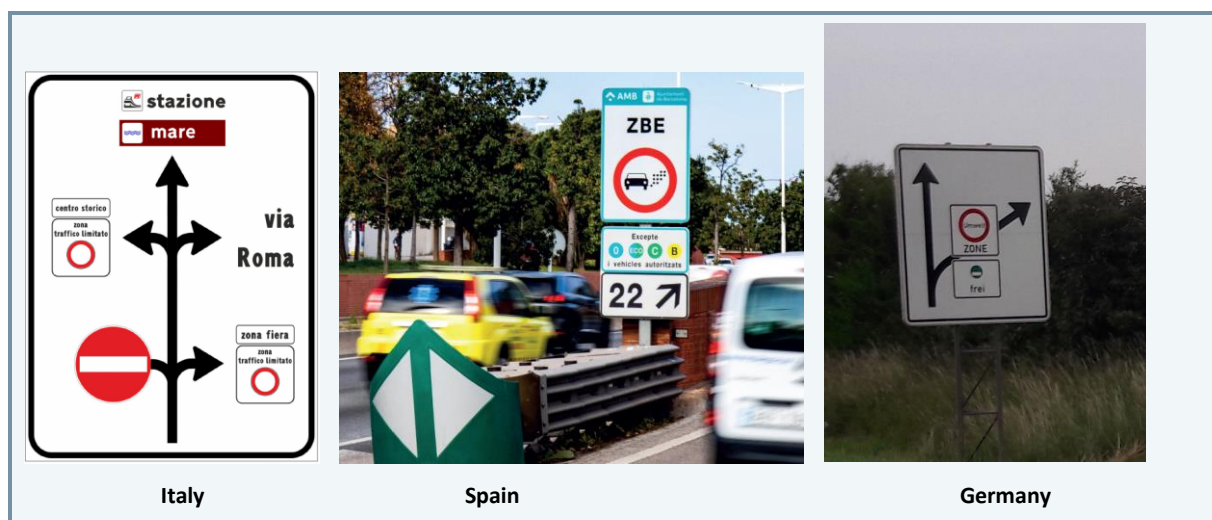 stazione
mare
centro storico
zona
traffico limitato
via
Roma
zona fiera
zona
traffico limitato
AMB
ZBE
Excepte
0 ECO C B
i vehicles autoritzats
22
ZONE
frei
Italy
Spain
Germany